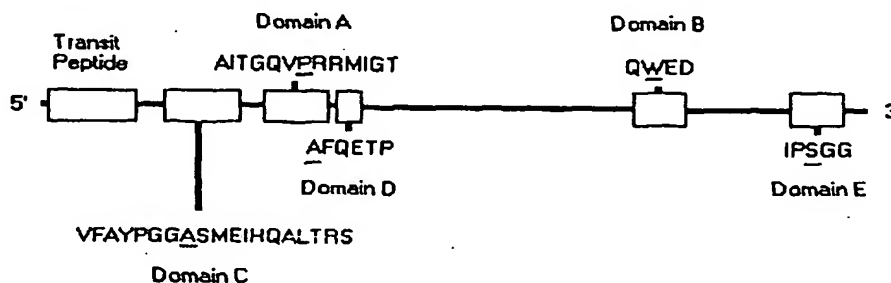 Domain A
Domain B
Transit
Peptide
AITGQVPRRMIGT
QWED
5'
3'
AFQETP
IPSGG
Domain D
Domain E
VFAYPGGASMEIHQALTRS
Domain C